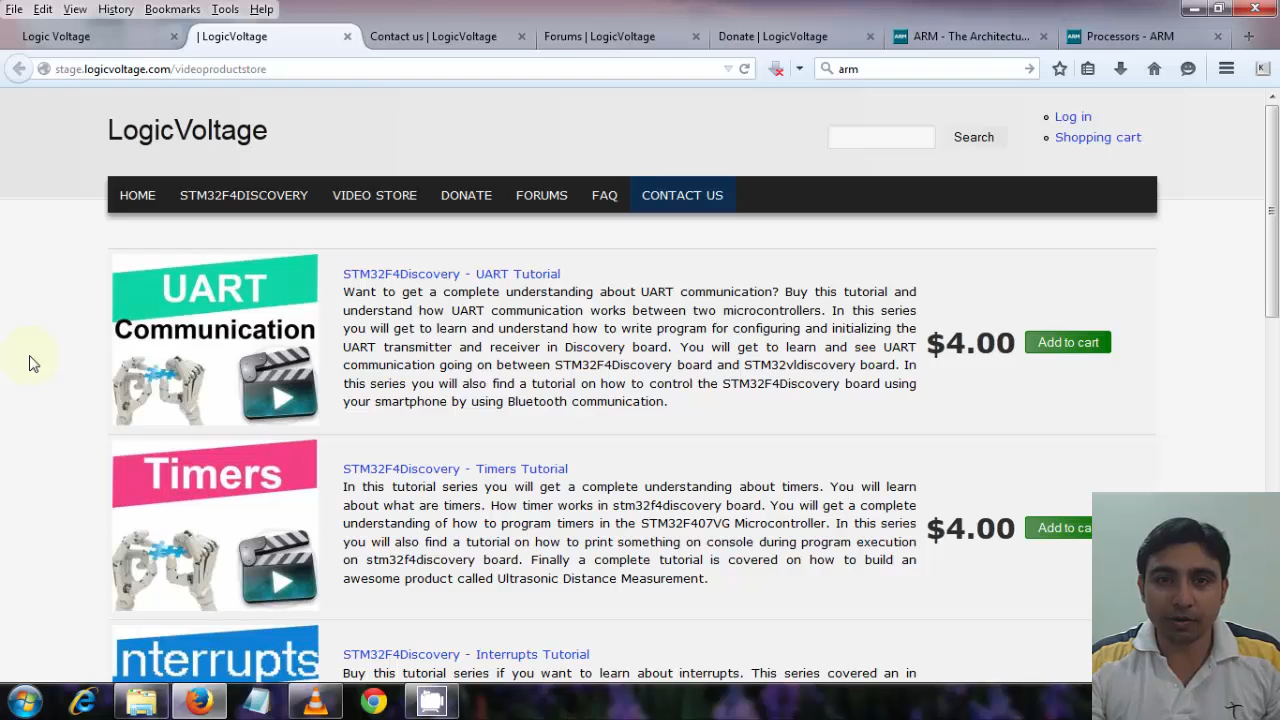 File Edit View History Bookmarks Tools Help
Logic Voltage
| LogicVoltage
Contact us | LogicVoltage
Forums | LogicVoltage
Donate | LogicVoltage
ARM ARM - The Architectu...
ARM Processors - ARM
stage.logicvoltage.com/videoproductstore
arm
LogicVoltage
Search
Log in
Shopping cart
HOME STM32F4DISCOVERY VIDEO STORE DONATE FORUMS FAQ CONTACT US
UART
Communication
STM32F4Discovery - UART Tutorial
Want to get a complete understanding about UART communication? Buy this tutorial and
understand how UART communication works between two microcontrollers. In this series
you will get to learn and understand how to write program for configuring and initializing the
UART transmitter and receiver in Discovery board. You will get to learn and see UART
communication going on between STM32F4Discovery board and STM32vldiscovery board. In
this series you will also find a tutorial on how to control the STM32F4Discovery board using
your smartphone by using Bluetooth communication.
$4.00
Add to cart
Timers
STM32F4Discovery - Timers Tutorial
In this tutorial series you will get a complete understanding about timers. You will learn
about what are timers. How timer works in stm32f4discovery board. You will get a complete
understanding of how to program timers in the STM32F407VG Microcontroller. In this series
you will also find a tutorial on how to print something on console during program execution
on stm32f4discovery board. Finally a complete tutorial is covered on how to build an
awesome product called Ultrasonic Distance Measurement.
$4.00
Add to ca
Interrupts
STM32F4Discovery - Interrupts Tutorial
Buy this tutorial series if you want to learn about interrupts. This series covered an in